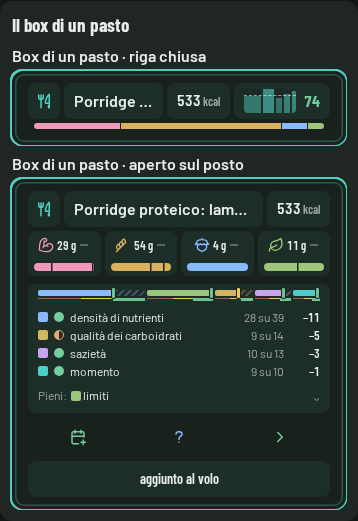 Il box di un pasto
Box di un pasto · riga chiusa
Porridge ... 533 kcal 74
Box di un pasto · aperto sul posto
Porridge proteico: lam... 533 kcal
29 g — 54 g — 4 g — 11 g —
densità di nutrienti 28 su 39 −11
qualità dei carboidrati 9 su 14 −5
sazietà 10 su 13 −3
momento 9 su 10 −1
Pieni: limiti
?
aggiunto al volo